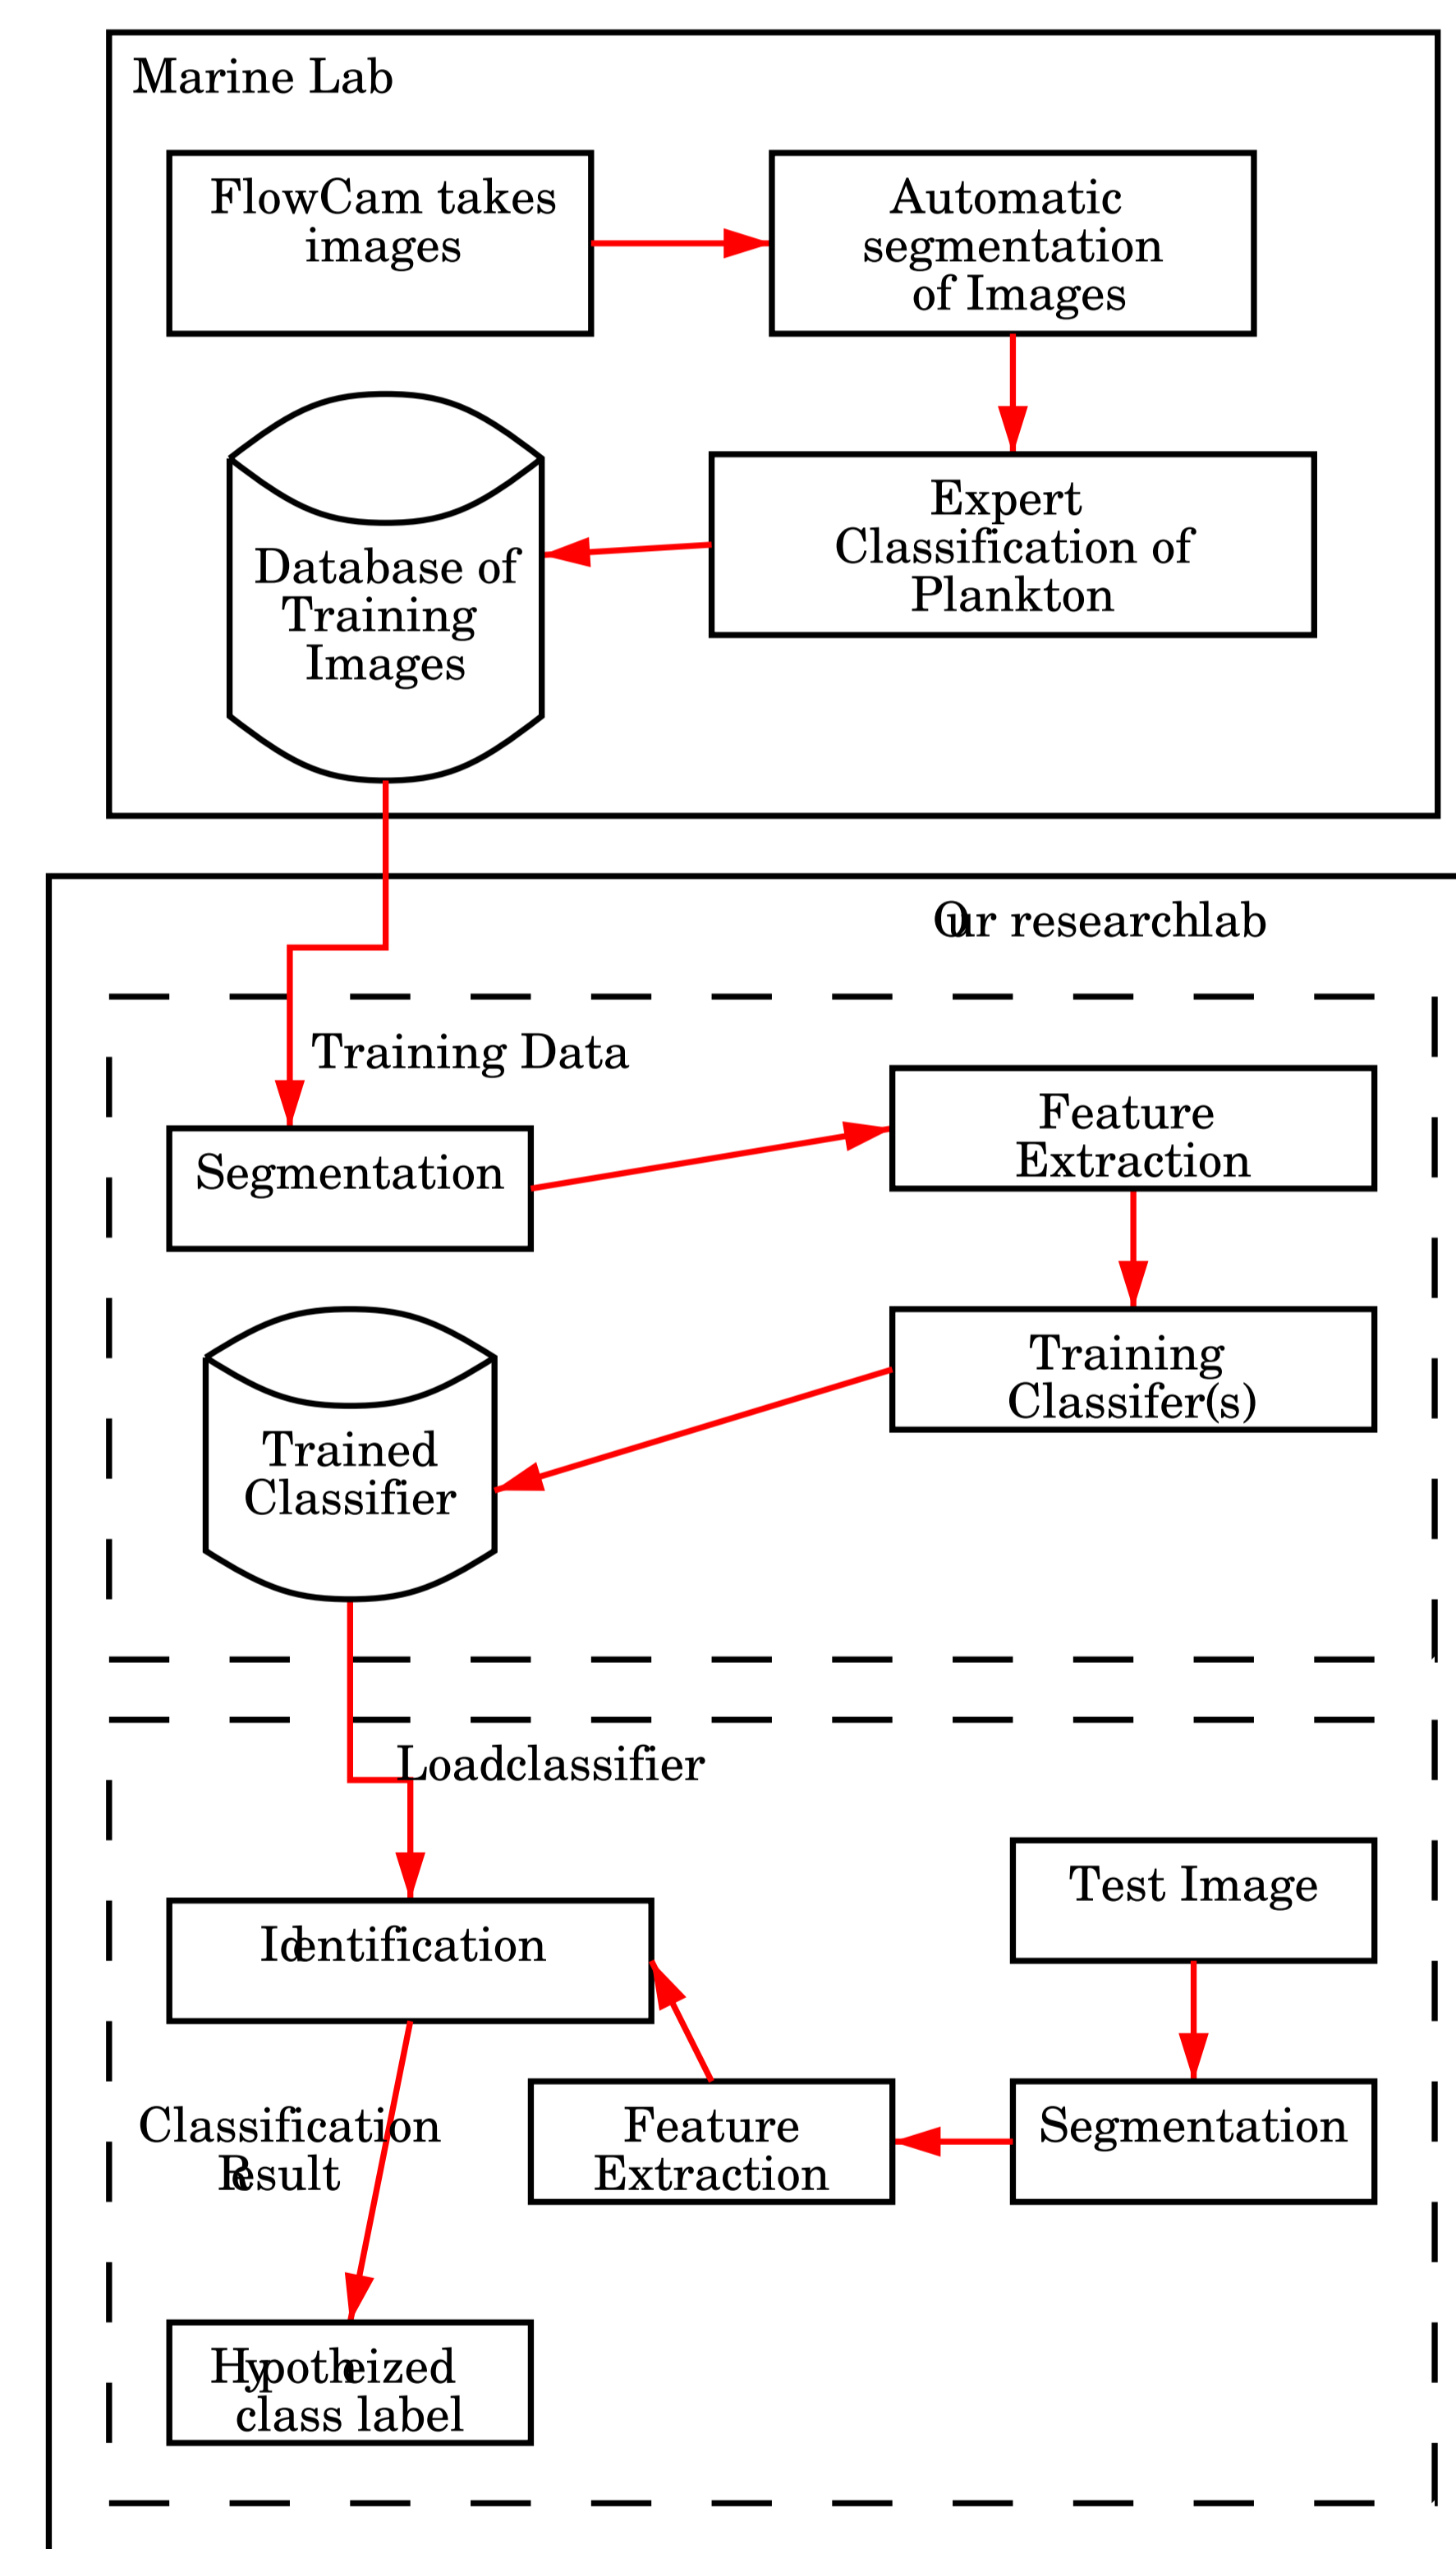 Marine Lab
FlowCam takes
images
Automatic
segmentation
of Images
Expert
Classification of
Plankton
Database of
Training
Images
Our researchlab
Training Data
Segmentation
Feature
Extraction
Training
Classifer(s)
Trained
Classifier
Loadclassifier
Identification
Test Image
Segmentation
Feature
Extraction
Classification
Result
Hypotheized
class label